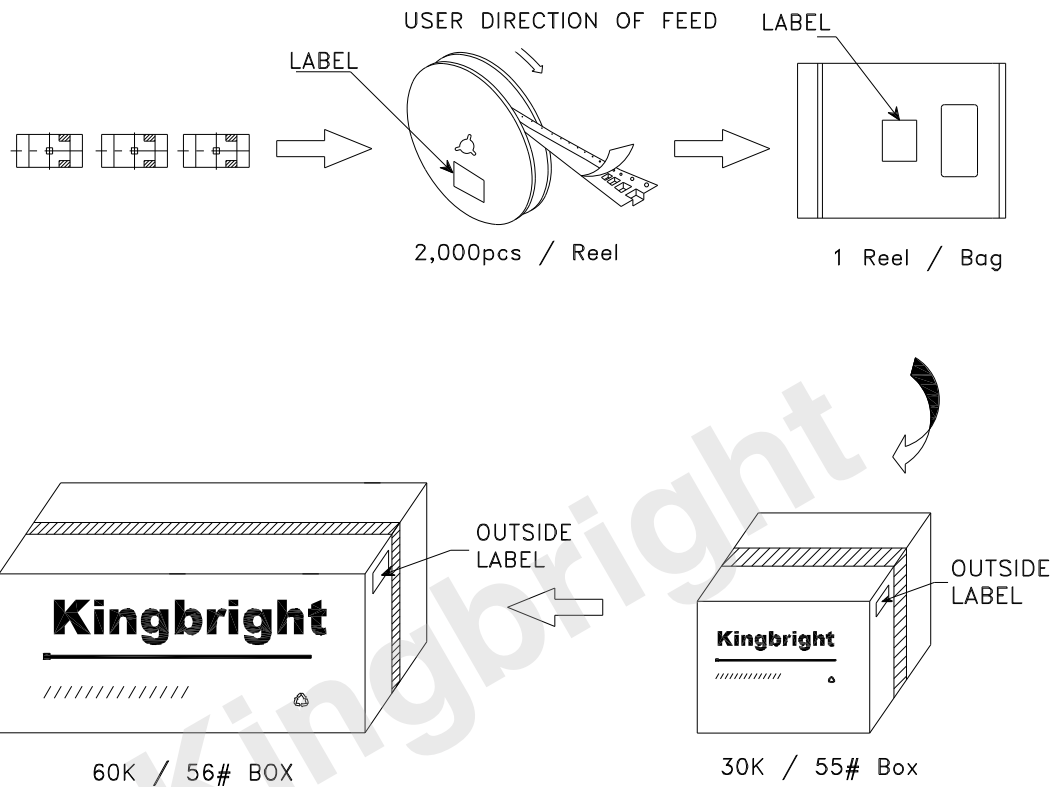 USER DIRECTION OF FEED
LABEL
LABEL
2,000pcs / Reel
1 Reel / Bag
Kingbright
OUTSIDE
LABEL
OUTSIDE
LABEL
Kingbright
Kingbright
60K / 56# BOX
30K / 55# Box